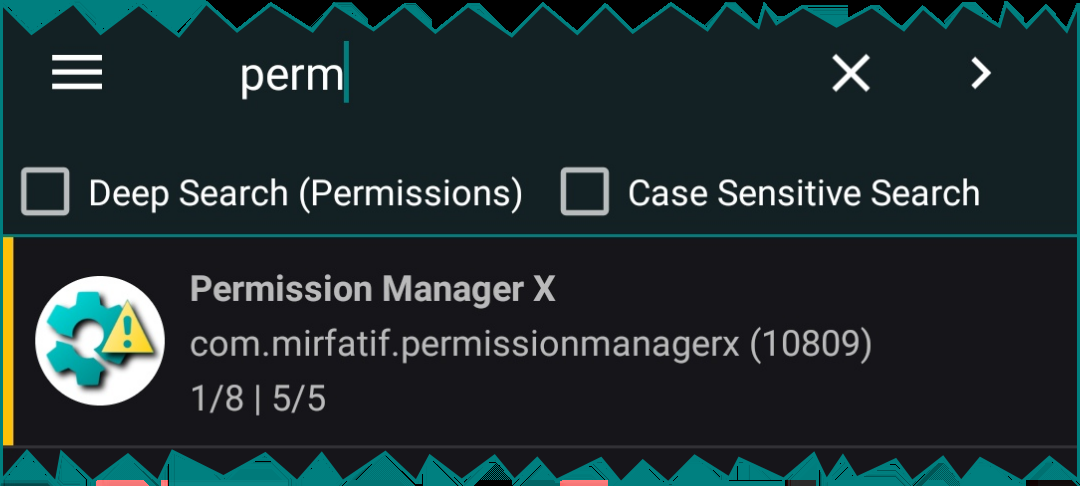 perm
Deep Search (Permissions) Case Sensitive Search
Permission Manager X
com.mirfatif.permissionmanagerx (10809)
1/8 | 5/5